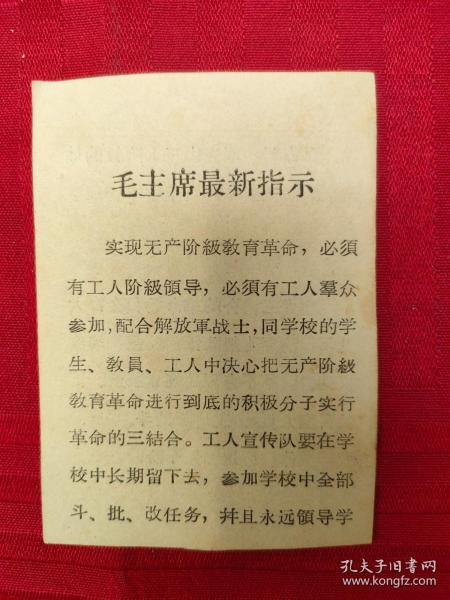 毛主席最新指示
实现无产阶級敎育革命，必須
有工人阶級領导，必須有工人羣众
参加，配合解放軍战士，同学校的学
生、敎員、工人中决心把无产阶級
敎育革命进行到底的积极分子实行
革命的三結合。工人宣传队要在学
校中长期留下去，参加学校中全部
斗、批、改任务，幷且永远領导学
孔夫子旧书网
www.kongfz.com